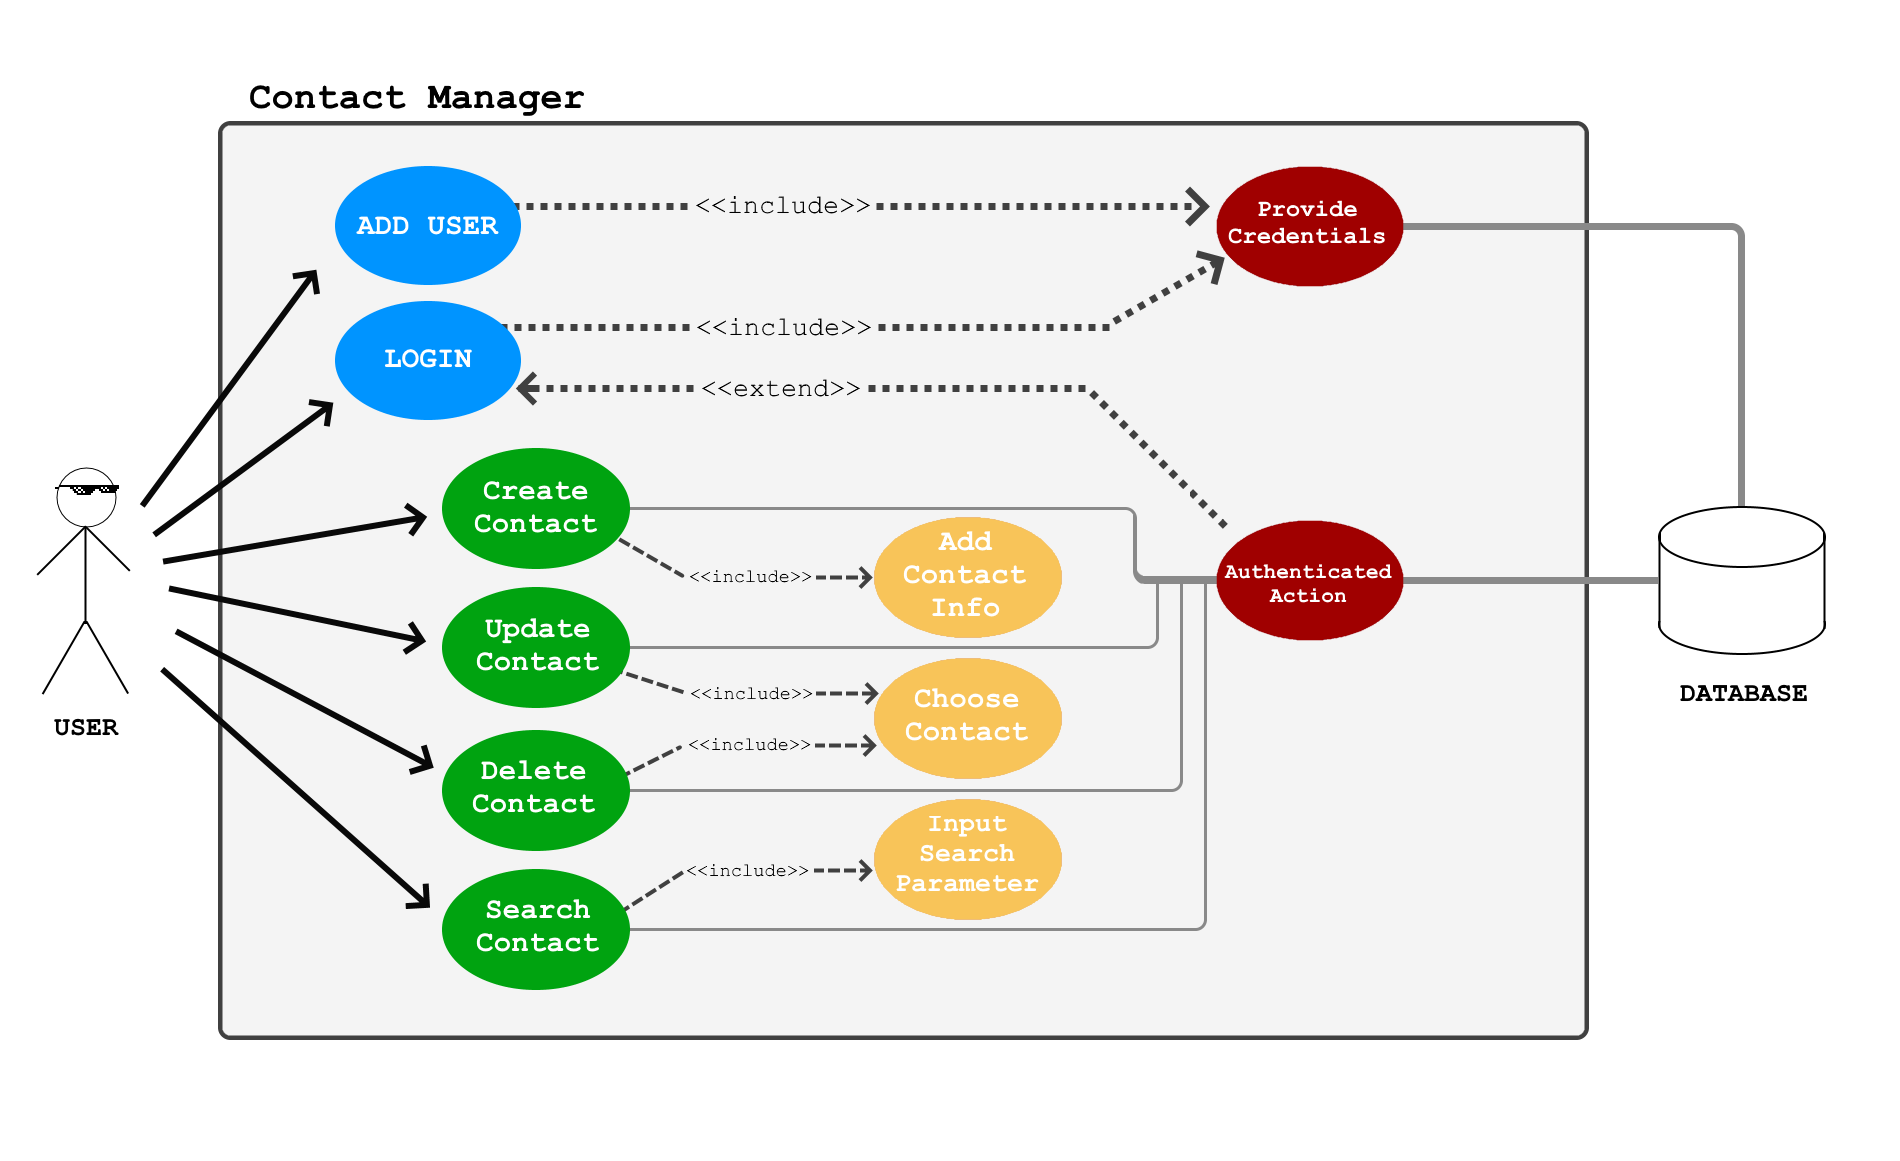 Contact Manager
ADD USER
<<include>>
Provide
Credentials
LOGIN
<<include>>
<<extend>>
Create
Contact
<<include>>
Add
Contact
Info
Authenticated
Action
Update
Contact
<<include>>
Choose
Contact
Delete
Contact
<<include>>
Input
Search
Parameter
Search
Contact
<<include>>
USER
DATABASE